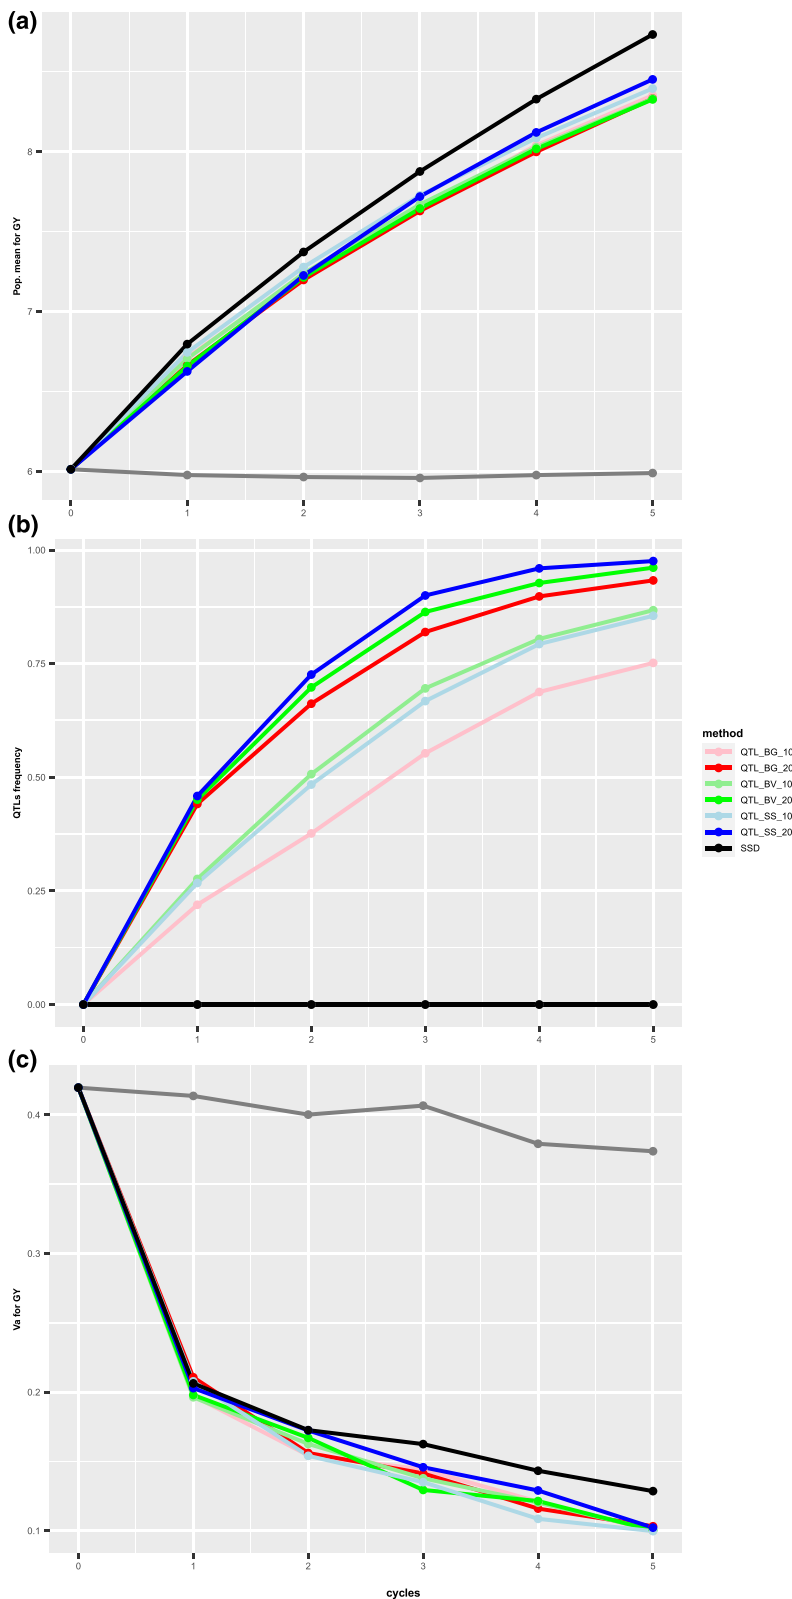 (a)
8
7
6
Pop. mean for GY
0 1 2 3 4 5
(b)
1.00
0.75
0.50
0.25
0.00
QTLs frequency
0 1 2 3 4 5
method
QTL_BG_10
QTL_BG_20
QTL_BV_10
QTL_BV_20
QTL_SS_10
QTL_SS_20
SSD
(c)
0.4
0.3
0.2
0.1
Va for GY
0 1 2 3 4 5
cycles